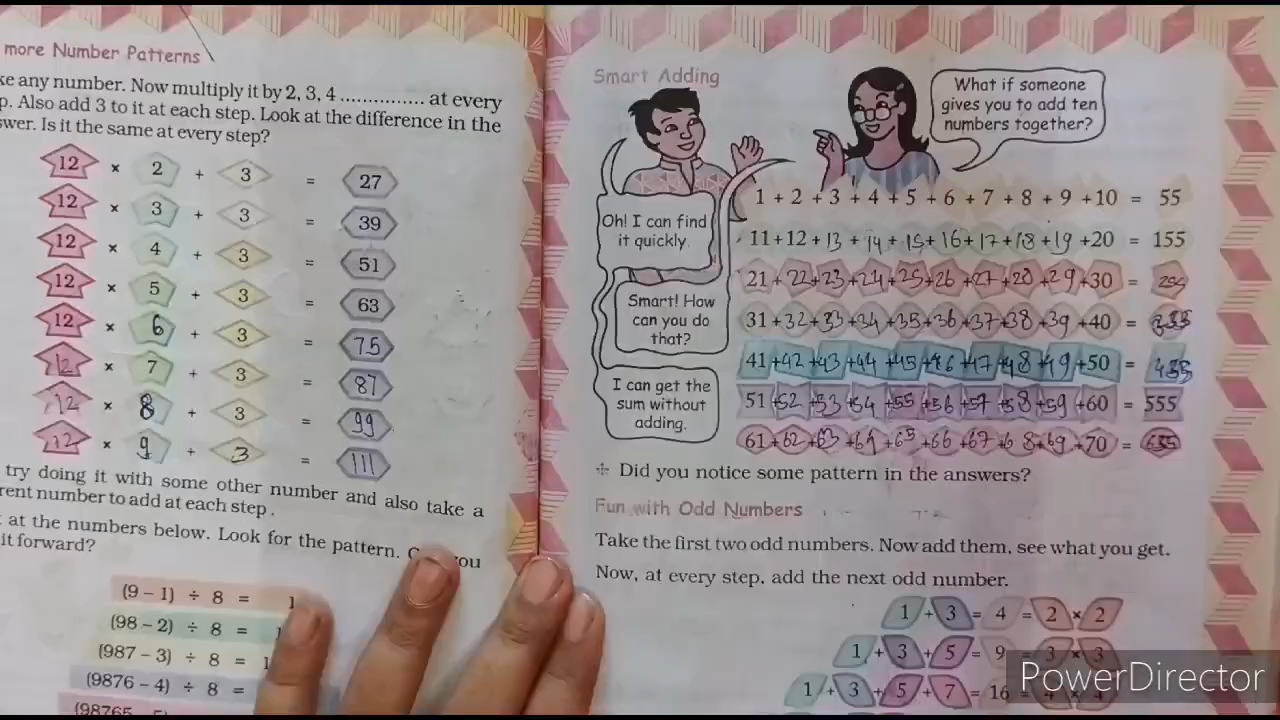 more Number Patterns
ke any number. Now multiply it by 2, 3, 4 ............... at every
p. Also add 3 to it at each step. Look at the difference in the
swer. Is it the same at every step?
12 × 2 + 3 = 27
12 × 3 + 3 = 39
12 × 4 + 3 = 51
12 × 5 + 3 = 63
12 × 6 + 3 = 75
12 × 7 + 3 = 87
12 × 8 + 3 = 99
12 × 9 + 3 = 111
try doing it with some other number and also take a
rent number to add at each step.
at the numbers below. Look for the pattern. you
it forward?
(9 – 1) ÷ 8 = 1
(98 – 2) ÷ 8 = 1
(987 – 3) ÷ 8 = 1
(9876 – 4) ÷ 8 =
(98765
Smart Adding
What if someone
gives you to add ten
numbers together?
Oh! I can find
it quickly.
Smart! How
can you do
that?
I can get the
sum without
adding.
1 + 2 + 3 + 4 + 5 + 6 + 7 + 8 + 9 +10 = 55
11+12+13+14+15+16+17+18+19+20 = 155
21+22+23+24+25+26+27+28+29+30 = 255
31+32+33+34+35+36+37+38+39+40 = 355
41+42+43+44+45+46+47+48+49+50 = 455
51+52+53+54+55+56+57+58+59+60 = 555
61+62+63+64+65+66+67+68+69+70 = 655
Did you notice some pattern in the answers?
Fun with Odd Numbers
Take the first two odd numbers. Now add them, see what you get.
Now, at every step, add the next odd number.
1 + 3 = 4 = 2 × 2
1 + 3 + 5 = 9 = 3 × 3
1 + 3 + 5 + 7 = 16 = 4 × 4
PowerDirector